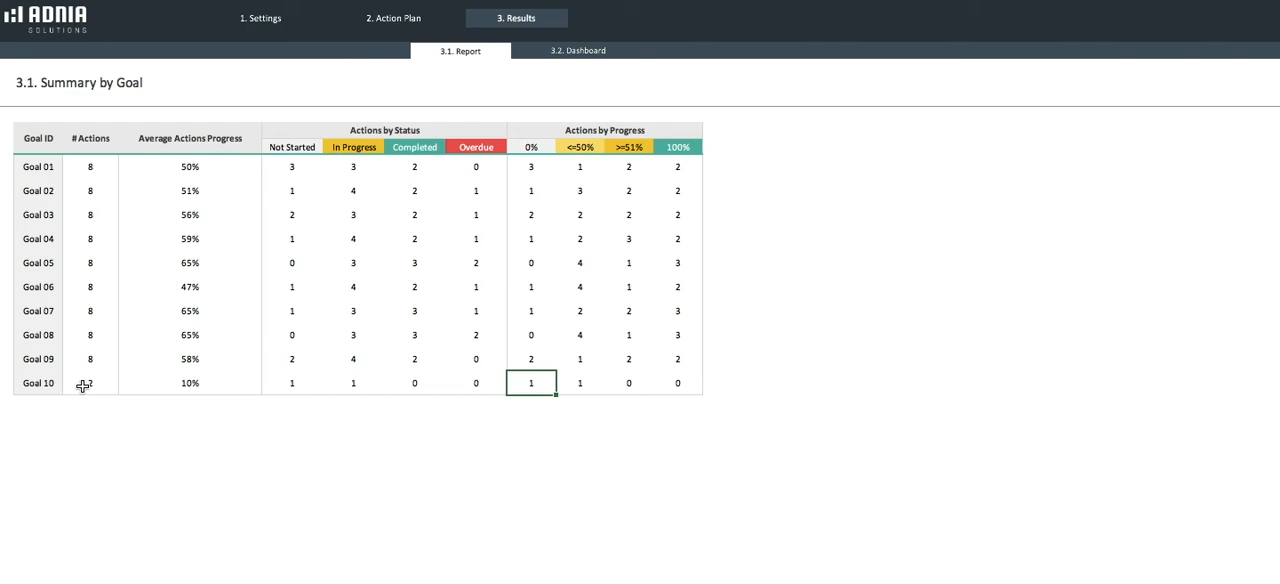 ADNIA
SOLUTIONS
1. Settings 2. Action Plan 3. Results
3.1. Report 3.2. Dashboard
3.1. Summary by Goal
Goal ID # Actions Average Actions Progress Actions by Status Actions by Progress
Not Started In Progress Completed Overdue 0% <=50% >=51% 100%
Goal 01 8 50% 3 3 2 0 3 1 2 2
Goal 02 8 51% 1 4 2 1 1 3 2 2
Goal 03 8 56% 2 3 2 1 2 2 2 2
Goal 04 8 59% 1 4 2 1 1 2 3 2
Goal 05 8 65% 0 3 3 2 0 4 1 3
Goal 06 8 47% 1 4 2 1 1 4 1 2
Goal 07 8 65% 1 3 3 1 1 2 2 3
Goal 08 8 65% 0 3 3 2 0 4 1 3
Goal 09 8 58% 2 4 2 0 2 1 2 2
Goal 10 2 10% 1 1 0 0 1 1 0 0